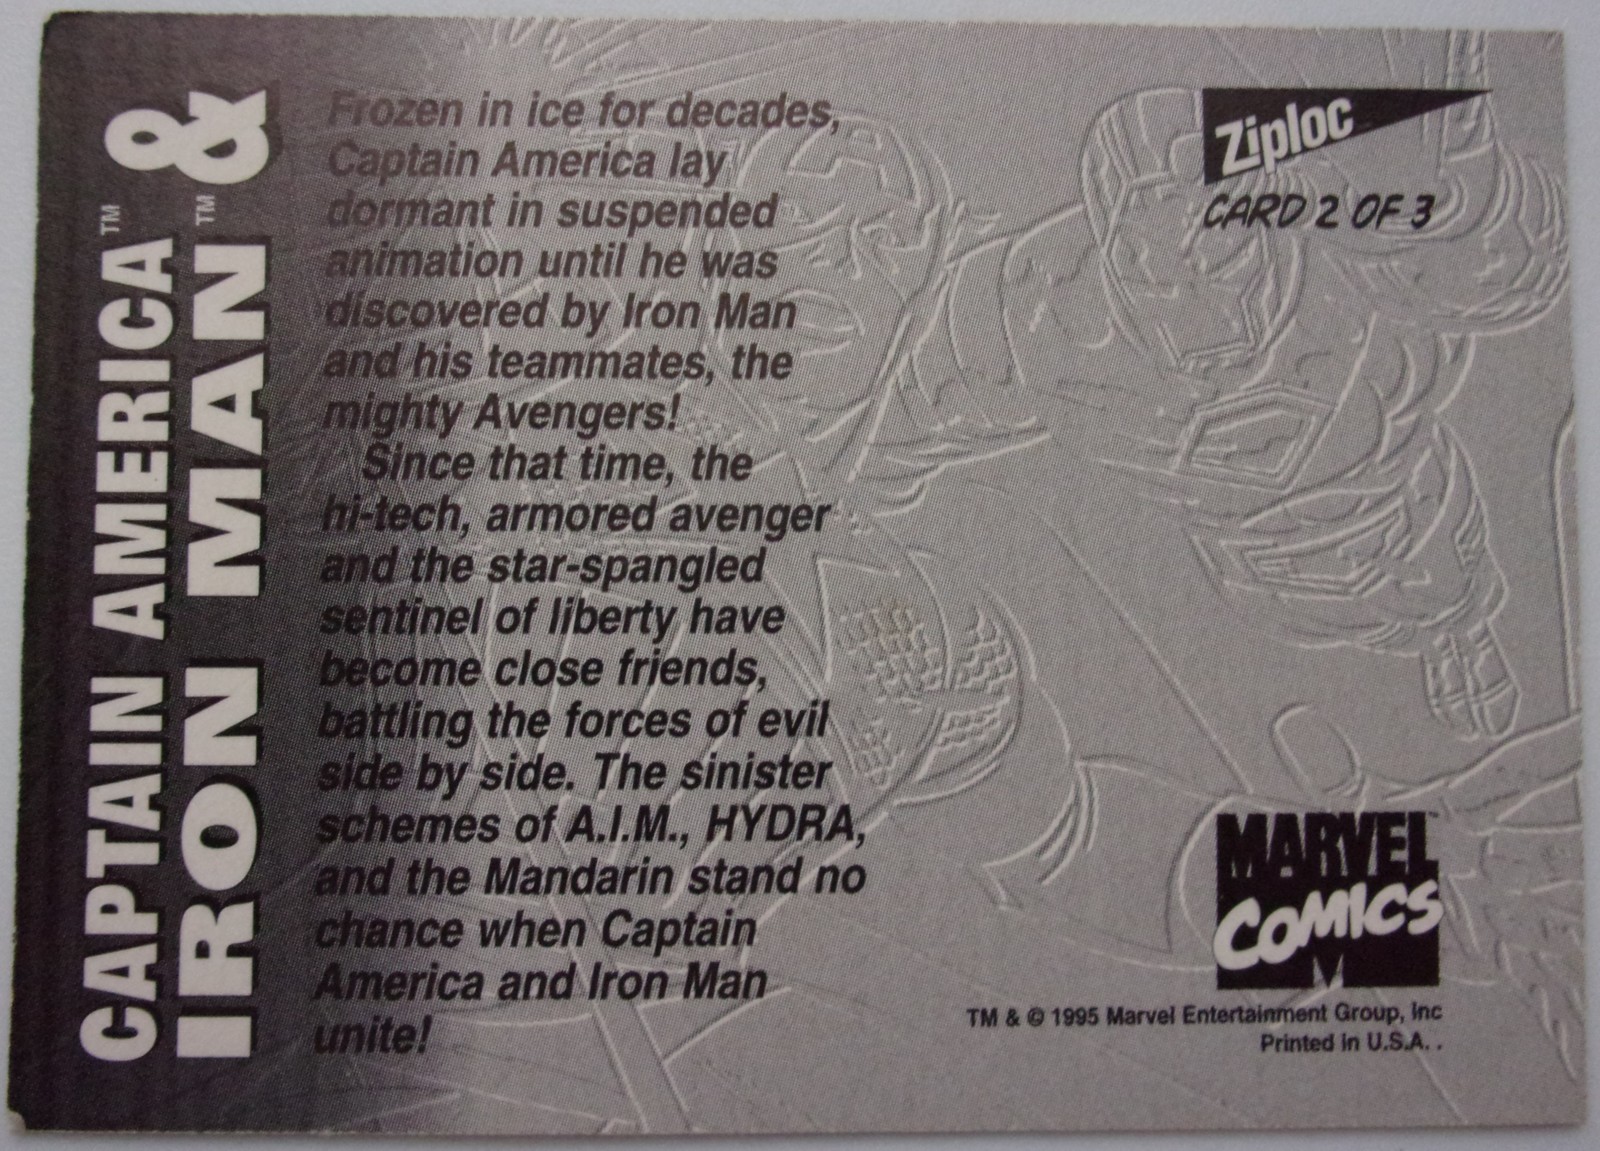 CAPTAIN AMERICA™ &
IRON MAN™ &
Frozen in ice for decades,
Captain America lay
dormant in suspended
animation until he was
discovered by Iron Man
and his teammates, the
mighty Avengers!
Since that time, the
hi-tech, armored avenger
and the star-spangled
sentinel of liberty have
become close friends,
battling the forces of evil
side by side. The sinister
schemes of A.I.M., HYDRA,
and the Mandarin stand no
chance when Captain
America and Iron Man
unite!
Ziploc
CARD 2 OF 3
MARVEL™
COMICS
TM & © 1995 Marvel Entertainment Group, Inc
Printed in U.S.A. .